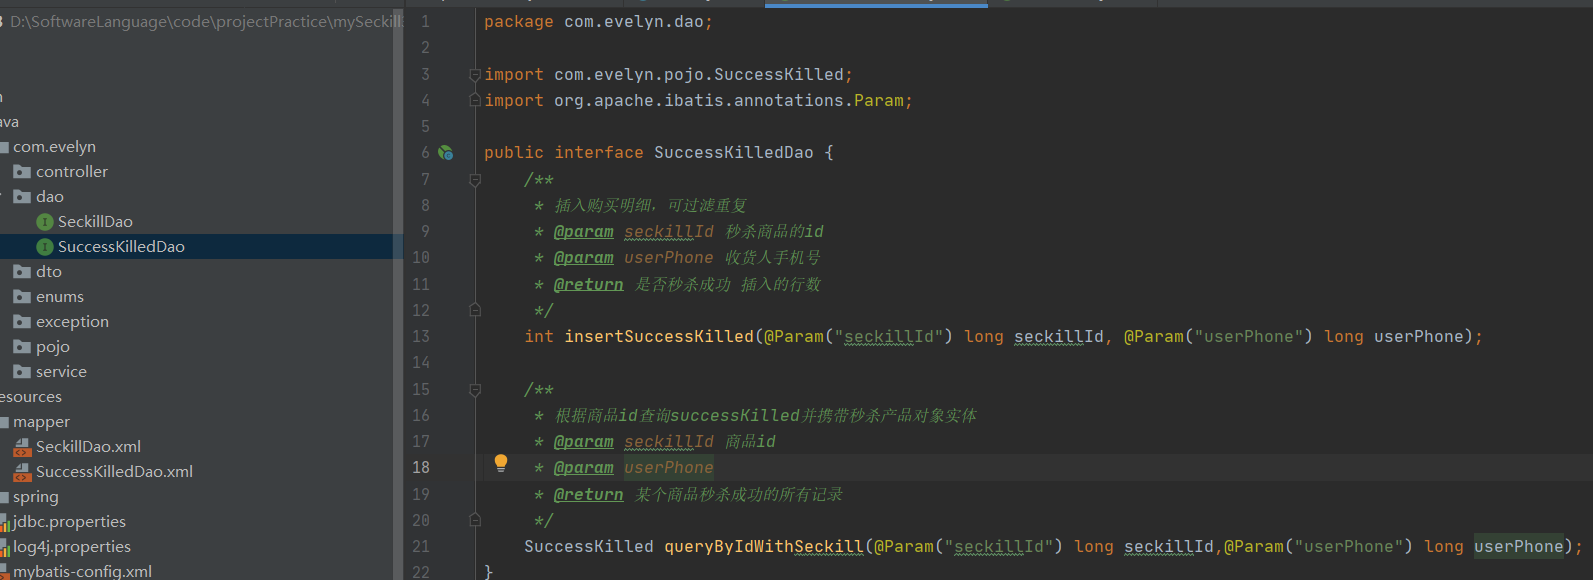 D:\SoftwareLanguage\code\projectPractice\mySeckill
ava
com.evelyn
controller
dao
SeckillDao
SuccessKilledDao
dto
enums
exception
pojo
service
esources
mapper
SeckillDao.xml
SuccessKilledDao.xml
spring
jdbc.properties
log4j.properties
mybatis-config.xml
1 package com.evelyn.dao;
2
3 import com.evelyn.pojo.SuccessKilled;
4 import org.apache.ibatis.annotations.Param;
5
6 public interface SuccessKilledDao {
7 /**
8 * 插入购买明细，可过滤重复
9 * @param seckillId 秒杀商品的id
10 * @param userPhone 收货人手机号
11 * @return 是否秒杀成功 插入的行数
12 */
13 int insertSuccessKilled(@Param("seckillId") long seckillId, @Param("userPhone") long userPhone);
14
15 /**
16 * 根据商品id查询successKilled并携带秒杀产品对象实体
17 * @param seckillId 商品id
18 * @param userPhone
19 * @return 某个商品秒杀成功的所有记录
20 */
21 SuccessKilled queryByIdWithSeckill(@Param("seckillId") long seckillId,@Param("userPhone") long userPhone);
22 }